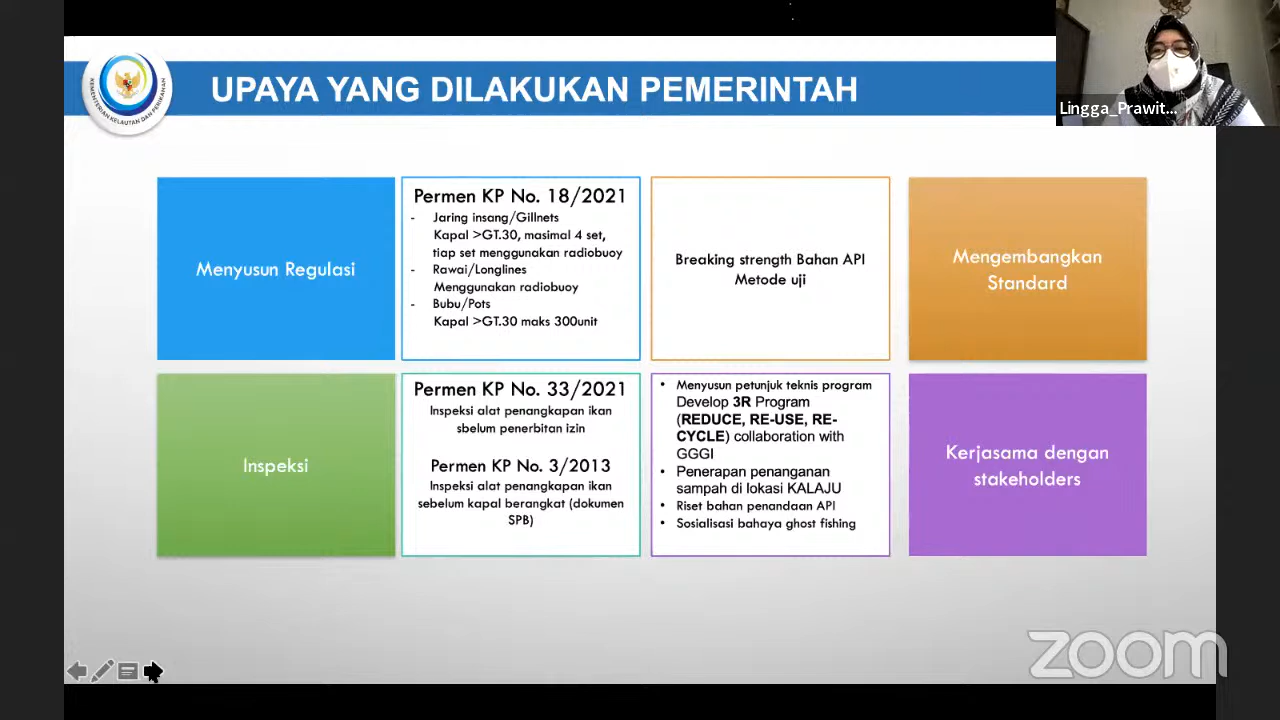 KEMENTERIAN KELAUTAN DAN PERIKANAN
UPAYA YANG DILAKUKAN PEMERINTAH
Lingga_Prawit...
Menyusun Regulasi
Permen KP No. 18/2021
- Jaring insang/Gillnets
Kapal >GT.30, masimal 4 set,
tiap set menggunakan radiobuoy
- Rawai/Longlines
Menggunakan radiobuoy
- Bubu/Pots
Kapal >GT.30 maks 300unit
Breaking strength Bahan API
Metode uji
Mengembangkan
Standard
Inspeksi
Permen KP No. 33/2021
Inspeksi alat penangkapan ikan
sbelum penerbitan izin
Permen KP No. 3/2013
Inspeksi alat penangkapan ikan
sebelum kapal berangkat (dokumen
SPB)
• Menyusun petunjuk teknis program
Develop 3R Program
(REDUCE, RE-USE, RE-
CYCLE) collaboration with
GGGI
• Penerapan penanganan
sampah di lokasi KALAJU
• Riset bahan penandaan API
• Sosialisasi bahaya ghost fishing
Kerjasama dengan
stakeholders
zoom